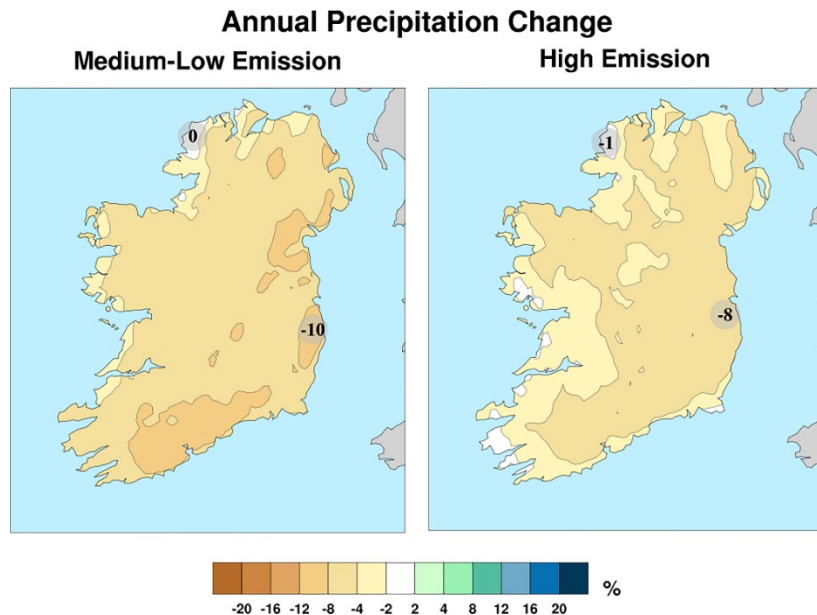 Annual Precipitation Change
Medium-Low Emission
High Emission
0
-10
-1
-8
-20 -16 -12 -8 -4 -2 2 4 8 12 16 20 %